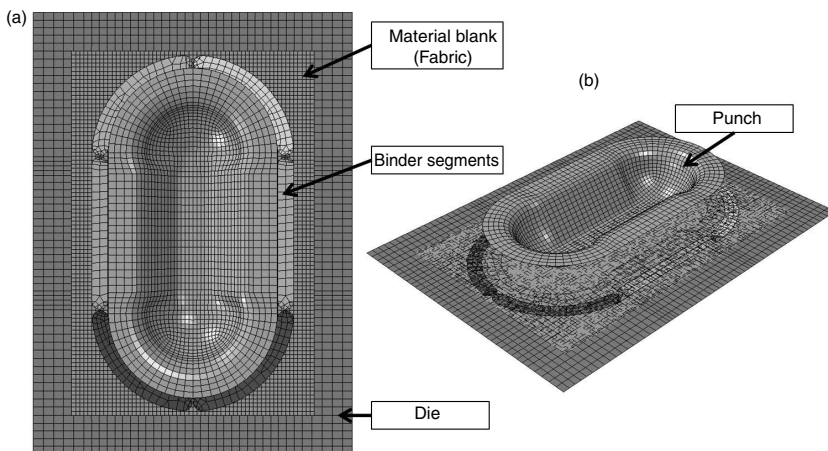 (a)
Material blank
(Fabric)
(b)
Punch
Binder segments
Die